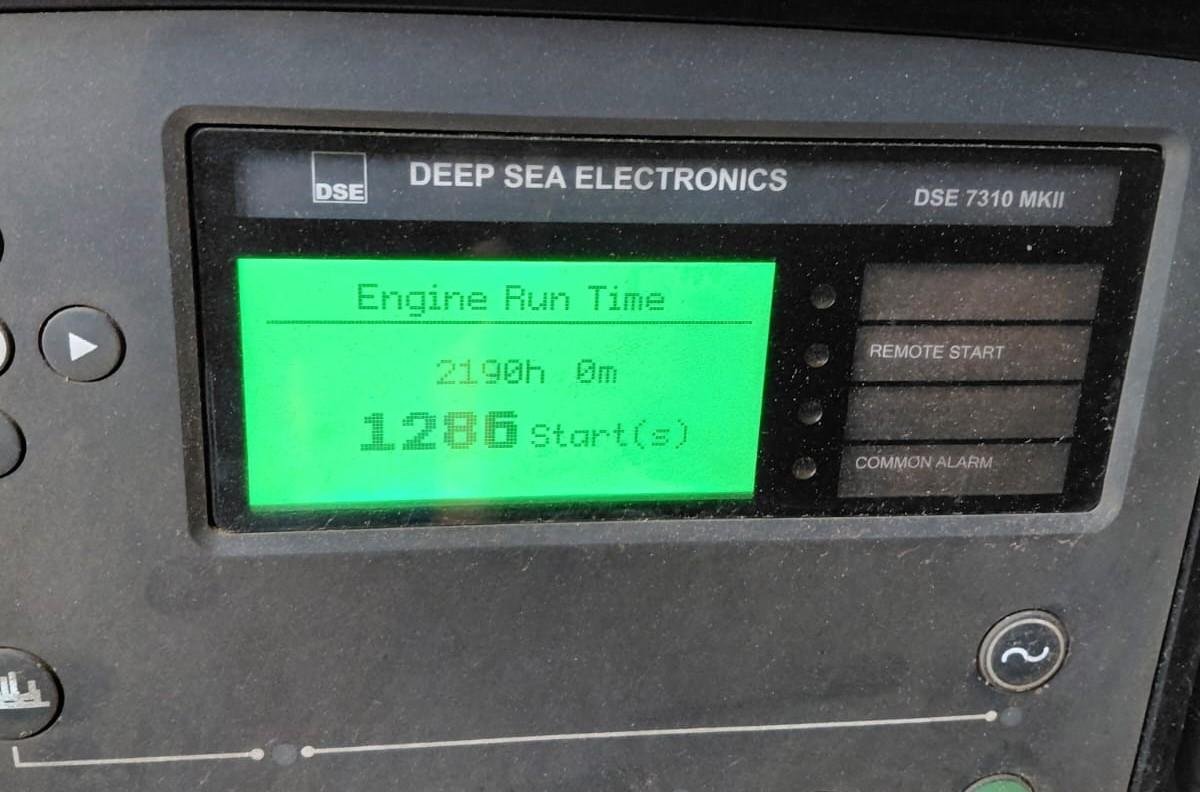 DSE
DEEP SEA ELECTRONICS
DSE 7310 MKII
Engine Run Time
2190h 0m
1286 Start(s)
REMOTE START
COMMON ALARM